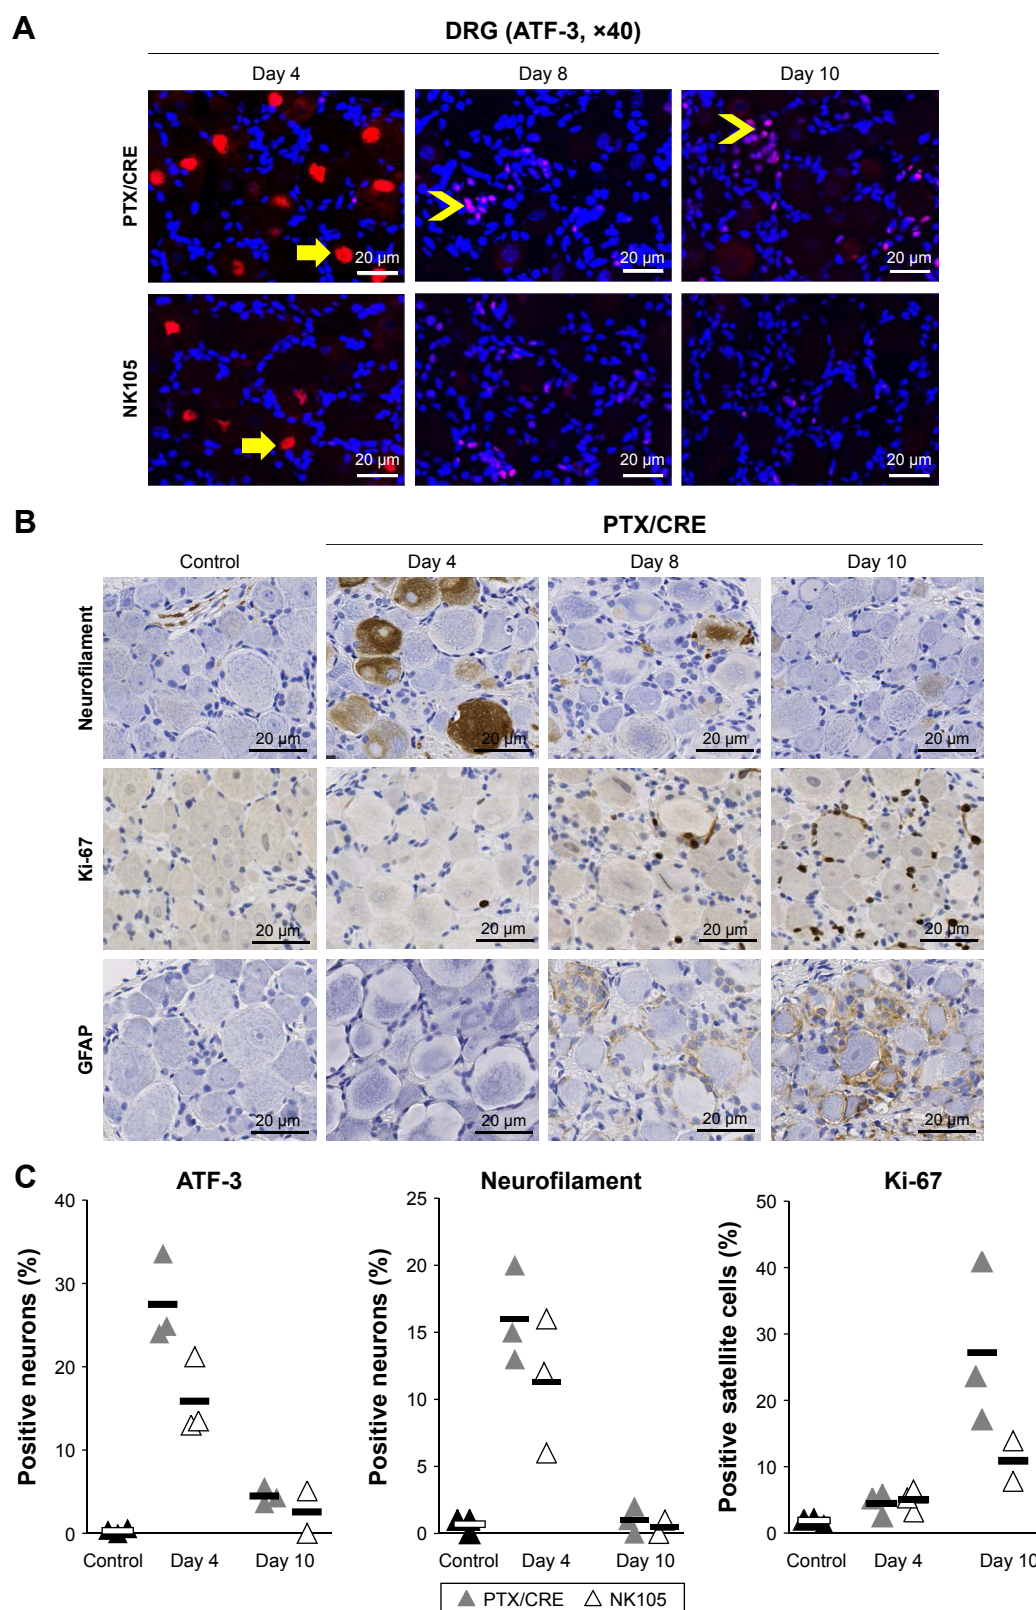 A
DRG (ATF-3, ×40)
Day 4 Day 8 Day 10
PTX/CRE
20 µm 20 µm 20 µm
NK105
20 µm 20 µm 20 µm
B
PTX/CRE
Control Day 4 Day 8 Day 10
Neurofilament
20 µm 20 µm 20 µm 20 µm
Ki-67
20 µm 20 µm 20 µm 20 µm
GFAP
20 µm 20 µm 20 µm 20 µm
C
ATF-3
Positive neurons (%)
40
30
20
10
0
Control Day 4 Day 10
Neurofilament
Positive neurons (%)
25
20
15
10
5
0
Control Day 4 Day 10
Ki-67
Positive satellite cells (%)
50
40
30
20
10
0
Control Day 4 Day 10
PTX/CRE NK105